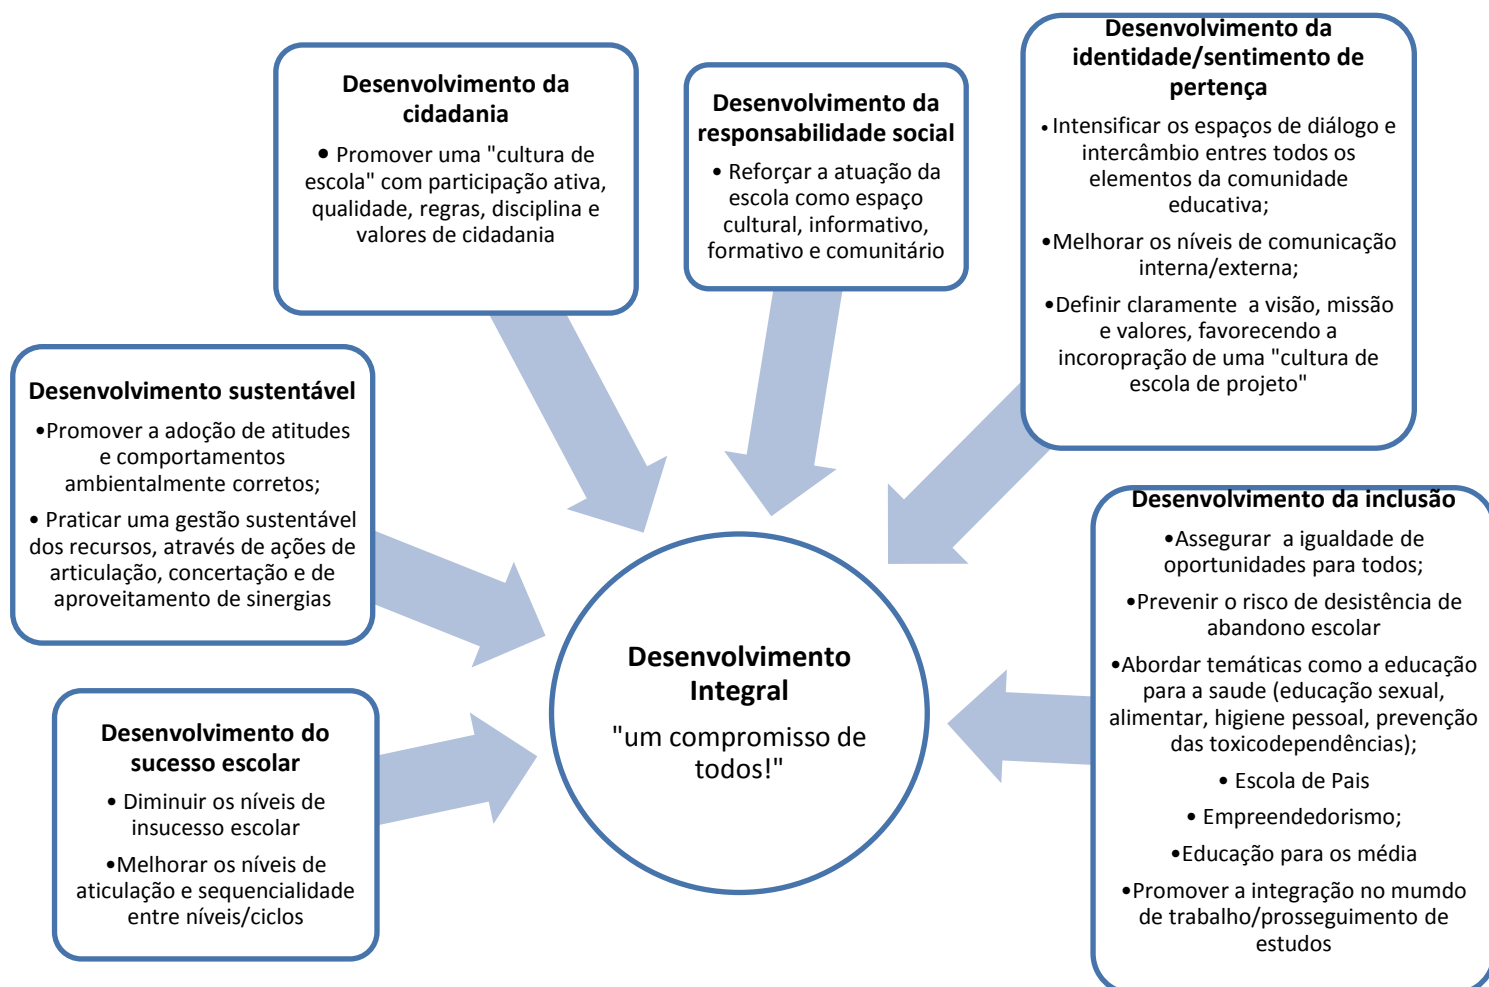 Desenvolvimento da
cidadania
• Promover uma "cultura de
escola" com participação ativa,
qualidade, regras, disciplina e
valores de cidadania
Desenvolvimento da
responsabilidade social
• Reforçar a atuação da
escola como espaço
cultural, informativo,
formativo e comunitário
Desenvolvimento da
identidade/sentimento de
pertença
• Intensificar os espaços de diálogo e
intercâmbio entres todos os
elementos da comunidade
educativa;
•Melhorar os níveis de comunicação
interna/externa;
•Definir claramente a visão, missão
e valores, favorecendo a
incoropração de uma "cultura de
escola de projeto"
Desenvolvimento sustentável
•Promover a adoção de atitudes
e comportamentos
ambientalmente corretos;
• Praticar uma gestão sustentável
dos recursos, através de ações de
articulação, concertação e de
aproveitamento de sinergias
Desenvolvimento da inclusão
•Assegurar a igualdade de
oportunidades para todos;
•Prevenir o risco de desistência de
abandono escolar
•Abordar temáticas como a educação
para a saude (educação sexual,
alimentar, higiene pessoal, prevenção
das toxicodependências);
• Escola de Pais
• Empreendedorismo;
•Educação para os média
•Promover a integração no mumdo
de trabalho/prosseguimento de
estudos
Desenvolvimento
Integral
"um compromisso de
todos!"
Desenvolvimento do
sucesso escolar
• Diminuir os níveis de
insucesso escolar
•Melhorar os níveis de
aticulação e sequencialidade
entre níveis/ciclos